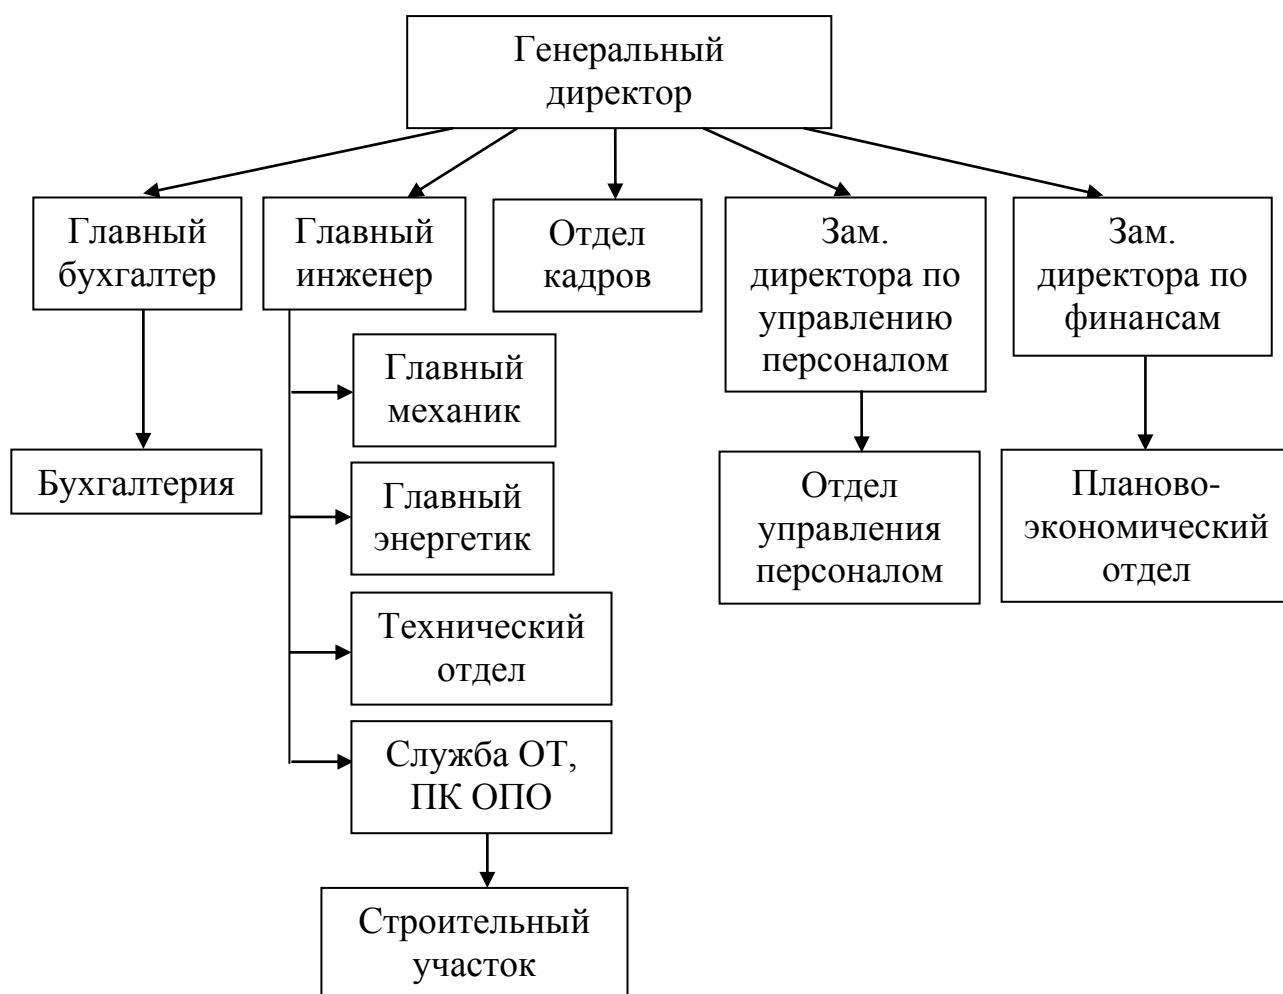 Генеральный
директор
Главный
бухгалтер
Главный
инженер
Отдел
кадров
Зам.
директора по
управлению
персоналом
Зам.
директора по
финансам
Главный
механик
Бухгалтерия
Главный
энергетик
Отдел
управления
персоналом
Планово-
экономический
отдел
Технический
отдел
Служба ОТ,
ПК ОПО
Строительный
участок